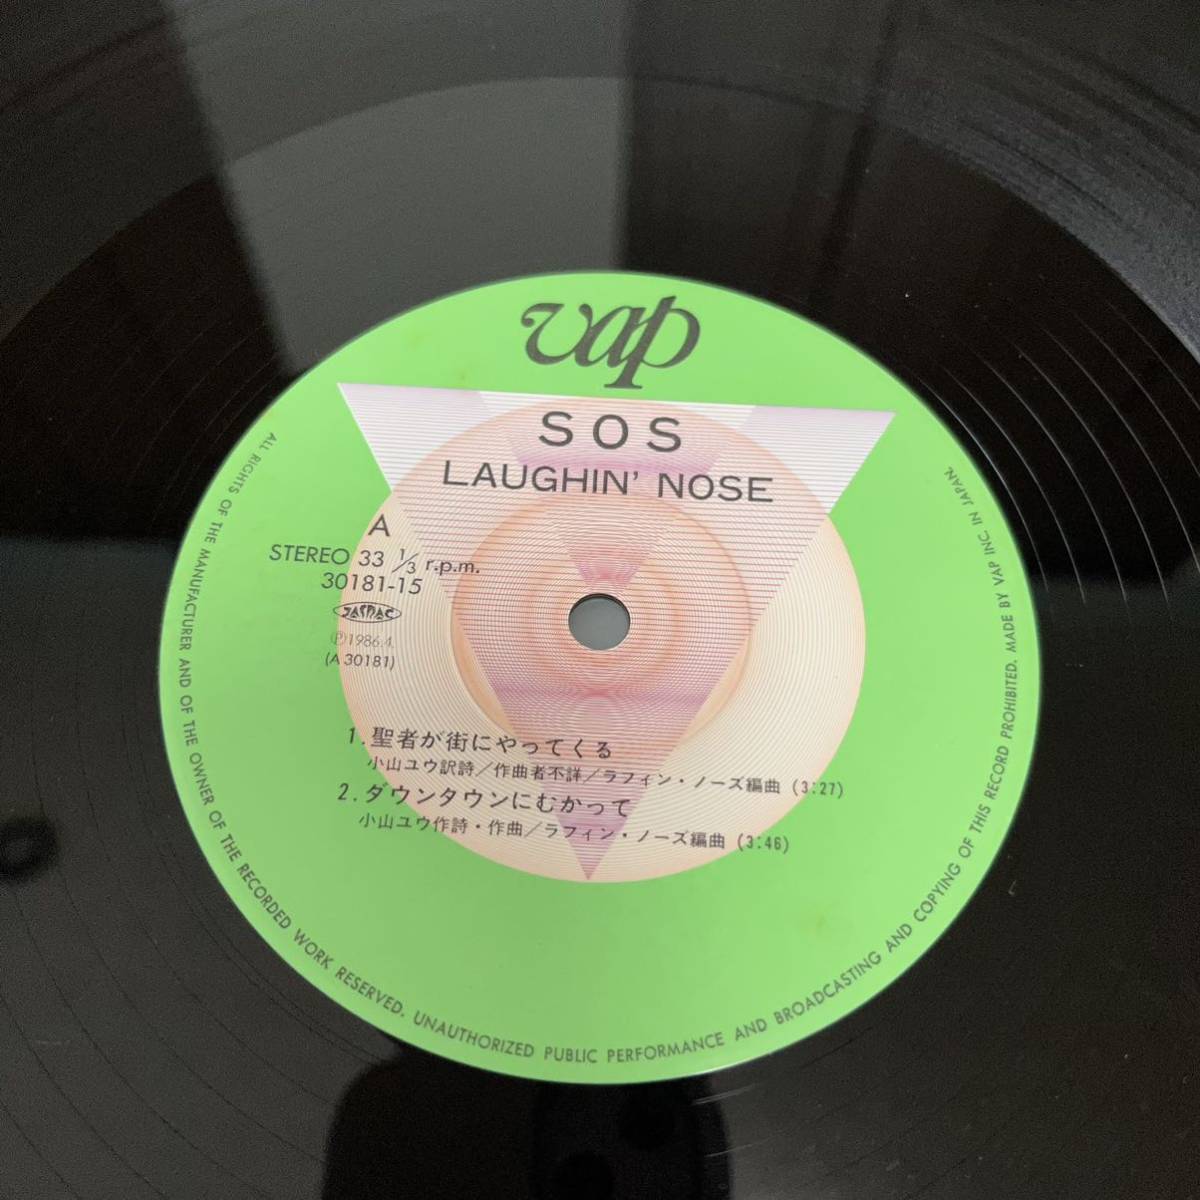 vap
SOS
LAUGHIN' NOSE
A
STEREO 33 1/3 r.p.m.
30181-15
JASRAC
Ⓟ1986.4.
(A 30181)
1.聖者が街にやってくる
小山ユウ訳詩／作曲者不詳／ラフィン・ノーズ編曲 (3:27)
2.ダウンタウンにむかって
小山ユウ作詩・作曲／ラフィン・ノーズ編曲 (3:46)
ALL RIGHTS OF THE MANUFACTURER AND OF THE OWNER OF THE RECORDED WORK RESERVED. UNAUTHORIZED PUBLIC PERFORMANCE AND BROADCASTING AND COPYING OF THIS RECORD PROHIBITED. MADE BY VAP INC. IN JAPAN.